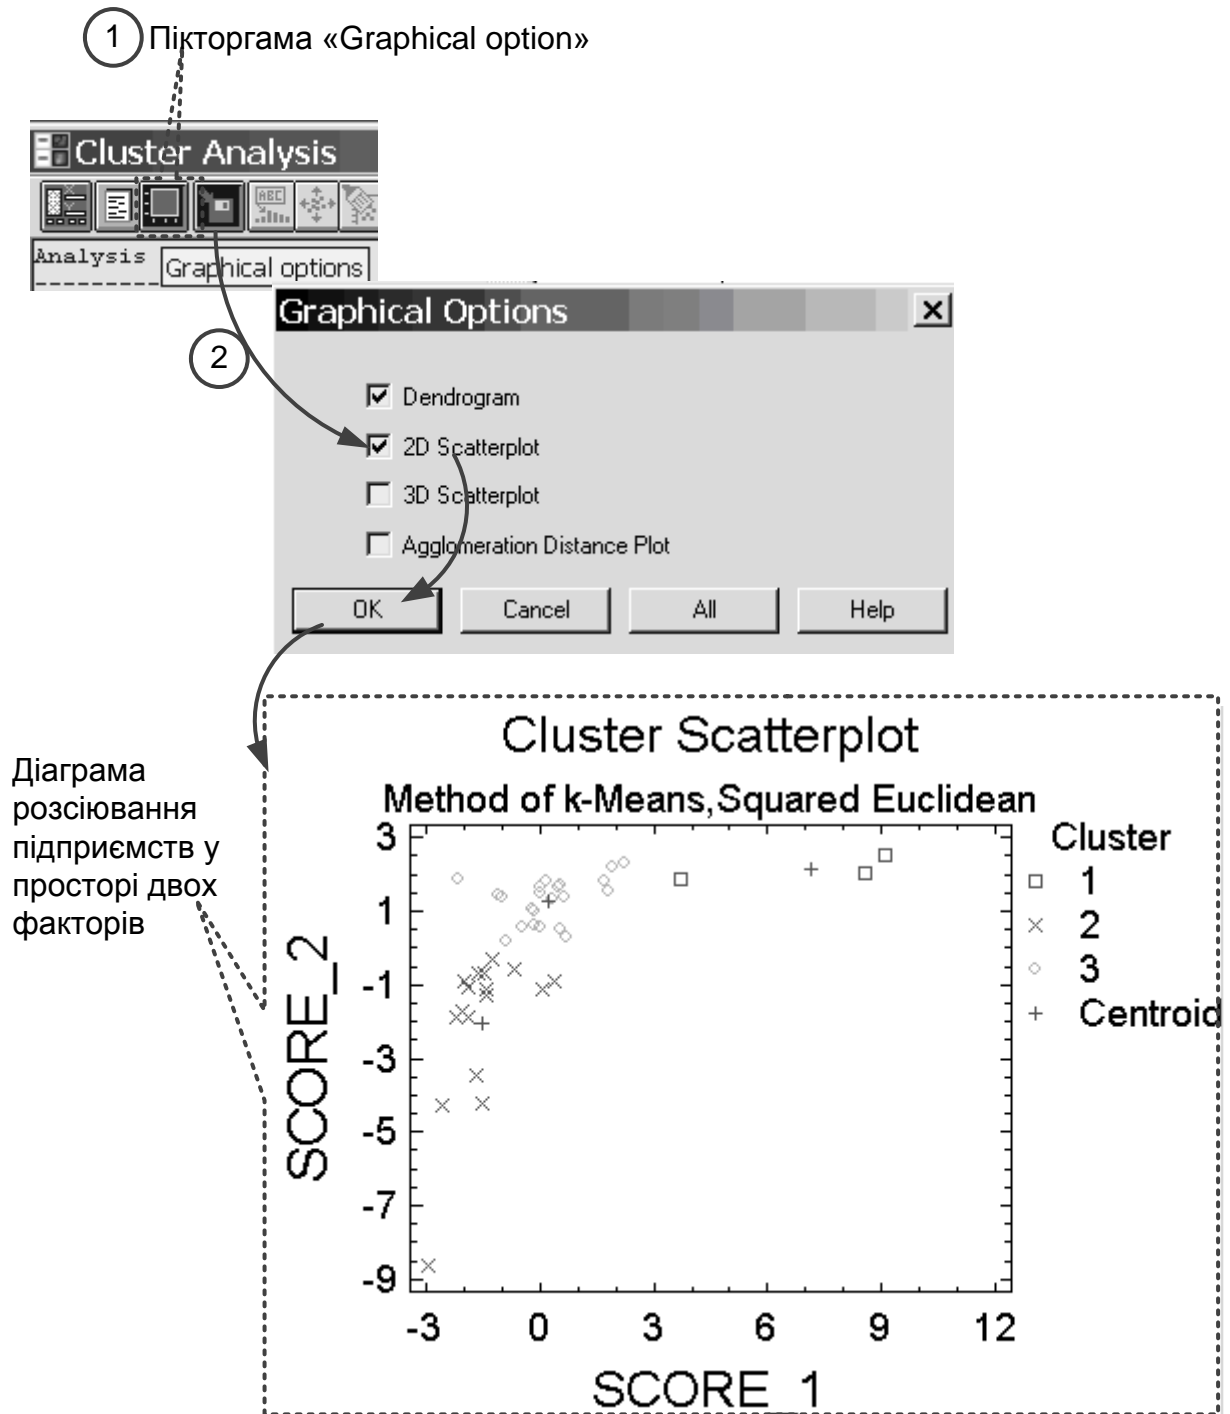 1 Пікторгама «Graphical option»
Cluster Analysis
ABC
Analysis
Graphical options
Graphical Options
2
Dendrogram
2D Scatterplot
3D Scatterplot
Agglomeration Distance Plot
OK Cancel All Help
Діаграма
розсіювання
підприємств у
просторі двох
факторів
Cluster Scatterplot
Method of k-Means,Squared Euclidean
Cluster
1
2
3
Centroid
SCORE_2
3
1
-1
-3
-5
-7
-9
-3 0 3 6 9 12
SCORE_1